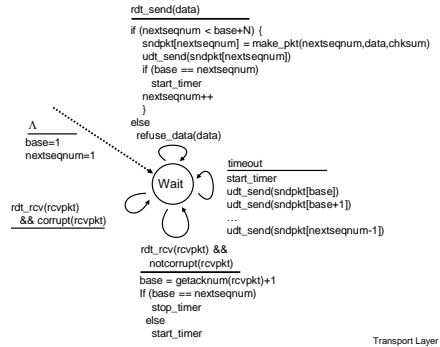 rdt_send(data)
if (nextseqnum < base+N) {
sndpkt[nextseqnum] = make_pkt(nextseqnum,data,chksum)
udt_send(sndpkt[nextseqnum])
if (base == nextseqnum)
start_timer
nextseqnum++
}
else
refuse_data(data)
Λ
base=1
nextseqnum=1
Wait
timeout
start_timer
udt_send(sndpkt[base])
udt_send(sndpkt[base+1])
…
udt_send(sndpkt[nextseqnum-1])
rdt_rcv(rcvpkt)
&& corrupt(rcvpkt)
rdt_rcv(rcvpkt) &&
notcorrupt(rcvpkt)
base = getacknum(rcvpkt)+1
If (base == nextseqnum)
stop_timer
else
start_timer
Transport Layer